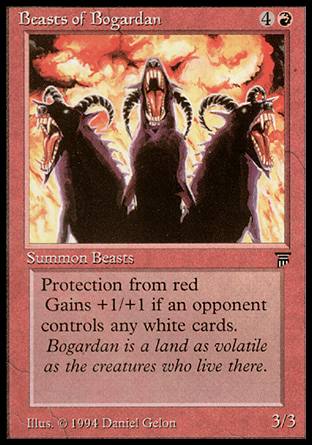 Beasts of Bogardan 4
Summon Beasts
Protection from red
Gains +1/+1 if an opponent
controls any white cards.
Bogardan is a land as volatile
as the creatures who live there.
Illus. © 1994 Daniel Gelon 3/3